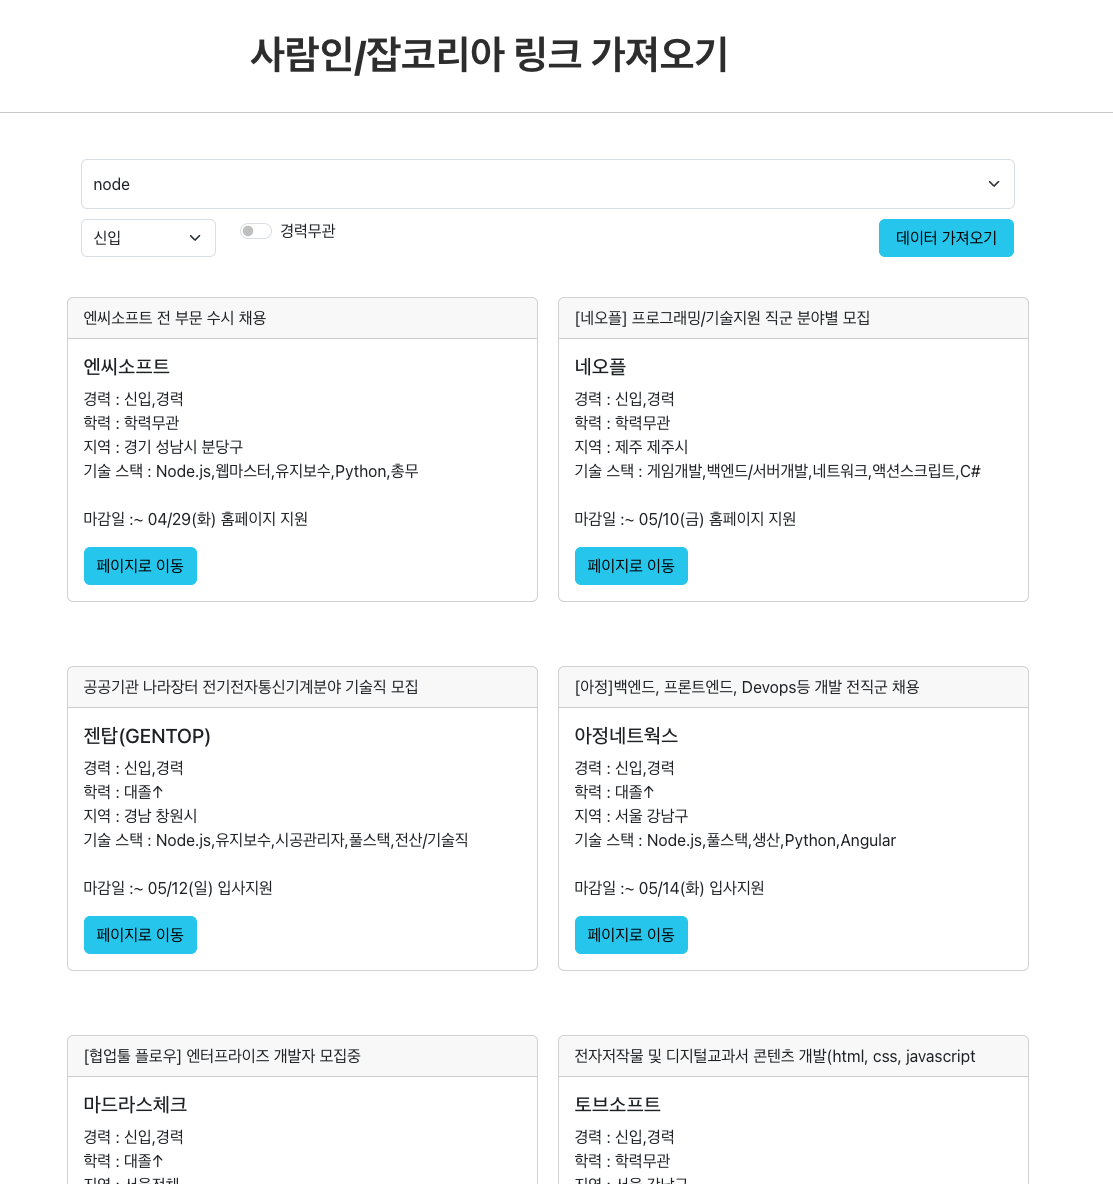 사람인/잡코리아 링크 가져오기
node
신입
경력무관
데이터 가져오기
엔씨소프트 전 부문 수시 채용
엔씨소프트
경력 : 신입,경력
학력 : 학력무관
지역 : 경기 성남시 분당구
기술 스택 : Node.js,웹마스터,유지보수,Python,총무
마감일 :~ 04/29(화) 홈페이지 지원
페이지로 이동
[네오플] 프로그래밍/기술지원 직군 분야별 모집
네오플
경력 : 신입,경력
학력 : 학력무관
지역 : 제주 제주시
기술 스택 : 게임개발,백엔드/서버개발,네트워크,액션스크립트,C#
마감일 :~ 05/10(금) 홈페이지 지원
페이지로 이동
공공기관 나라장터 전기전자통신기계분야 기술직 모집
젠탑(GENTOP)
경력 : 신입,경력
학력 : 대졸↑
지역 : 경남 창원시
기술 스택 : Node.js,유지보수,시공관리자,풀스택,전산/기술직
마감일 :~ 05/12(일) 입사지원
페이지로 이동
[아정]백엔드, 프론트엔드, Devops등 개발 전직군 채용
아정네트웍스
경력 : 신입,경력
학력 : 대졸↑
지역 : 서울 강남구
기술 스택 : Node.js,풀스택,생산,Python,Angular
마감일 :~ 05/14(화) 입사지원
페이지로 이동
[협업툴 플로우] 엔터프라이즈 개발자 모집중
마드라스체크
경력 : 신입,경력
학력 : 대졸↑
지역 : 서울전체
전자저작물 및 디지털교과서 콘텐츠 개발(html, css, javascript
토브소프트
경력 : 신입,경력
학력 : 학력무관
지역 : 서울 강남구